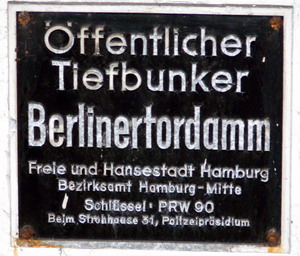 Öffentlicher
Tiefbunker
Berlinertordamm
Freie und Hansestadt Hamburg
Bezirksamt Hamburg-Mitte
Schlüssel: PRW 90
Beim Strohhause 31, Polizeipräsidium